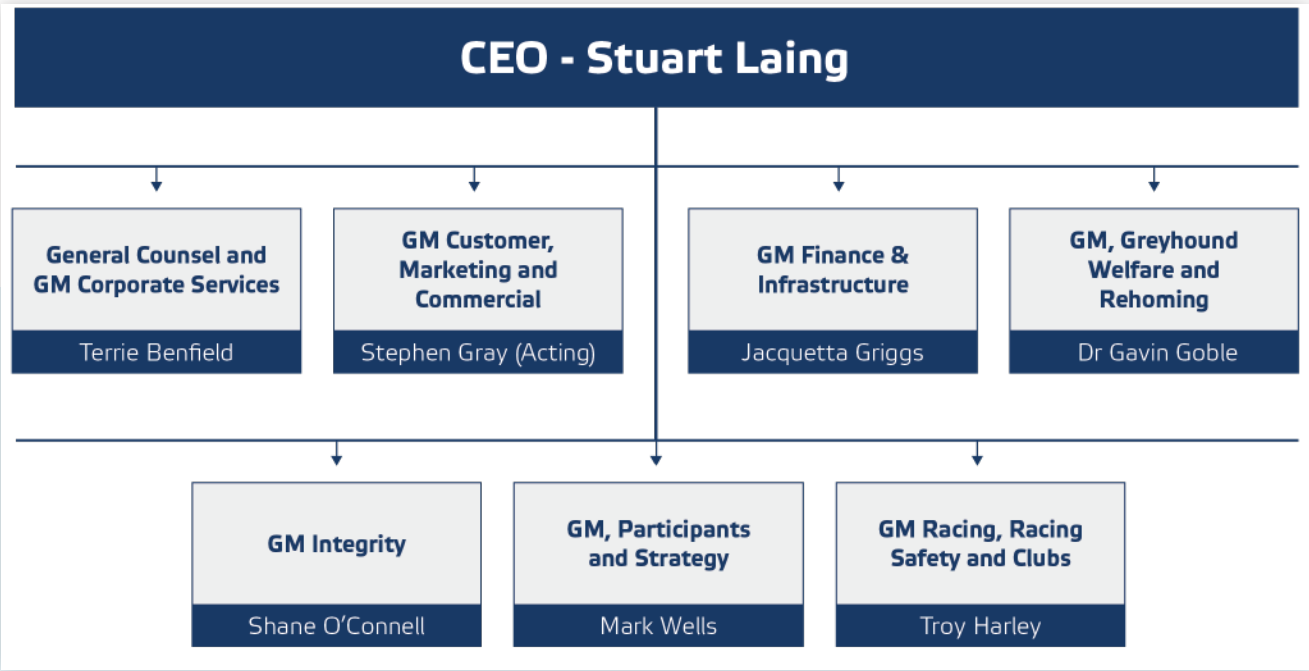 CEO - Stuart Laing
General Counsel and
GM Corporate Services
Terrie Benfield
GM Customer,
Marketing and
Commercial
Stephen Gray (Acting)
GM Finance &
Infrastructure
Jacquetta Griggs
GM, Greyhound
Welfare and
Rehoming
Dr Gavin Goble
GM Integrity
Shane O’Connell
GM, Participants
and Strategy
Mark Wells
GM Racing, Racing
Safety and Clubs
Troy Harley